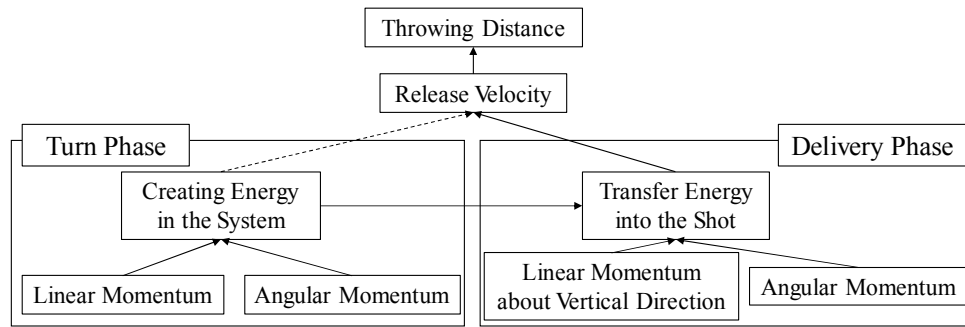 Throwing Distance
Release Velocity
Turn Phase
Delivery Phase
Creating Energy
in the System
Transfer Energy
into the Shot
Linear Momentum
Angular Momentum
Linear Momentum
about Vertical Direction
Angular Momentum